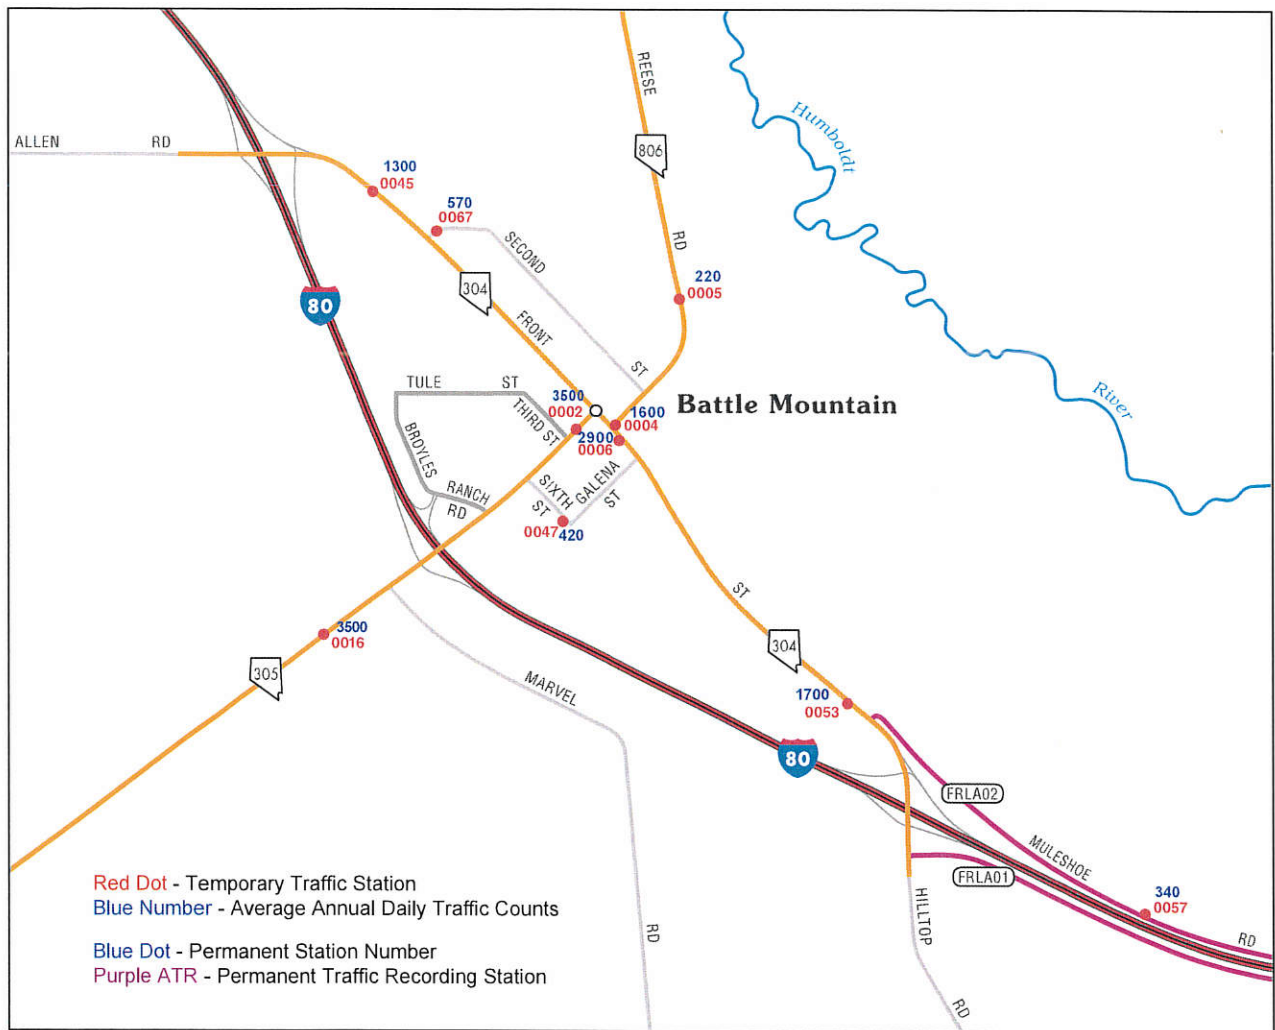 REESE
Humboldt
ALLEN RD
806
1300
0045
570
0067
SECOND
RD
220
0005
304
80
FRONT
ST
TULE ST
3500
0002
THIRD ST
1600
0004
Battle Mountain
2900
0006
River
BROYLES
RANCH
RD
SIXTH
ST
GALENA
ST
0047 420
ST
3500
0016
305
304
MARVEL
1700
0053
80
FRLA02
MULESHOE
FRLA01
340
0057
HILLTOP
RD
RD
RD
Red Dot - Temporary Traffic Station
Blue Number - Average Annual Daily Traffic Counts
Blue Dot - Permanent Station Number
Purple ATR - Permanent Traffic Recording Station